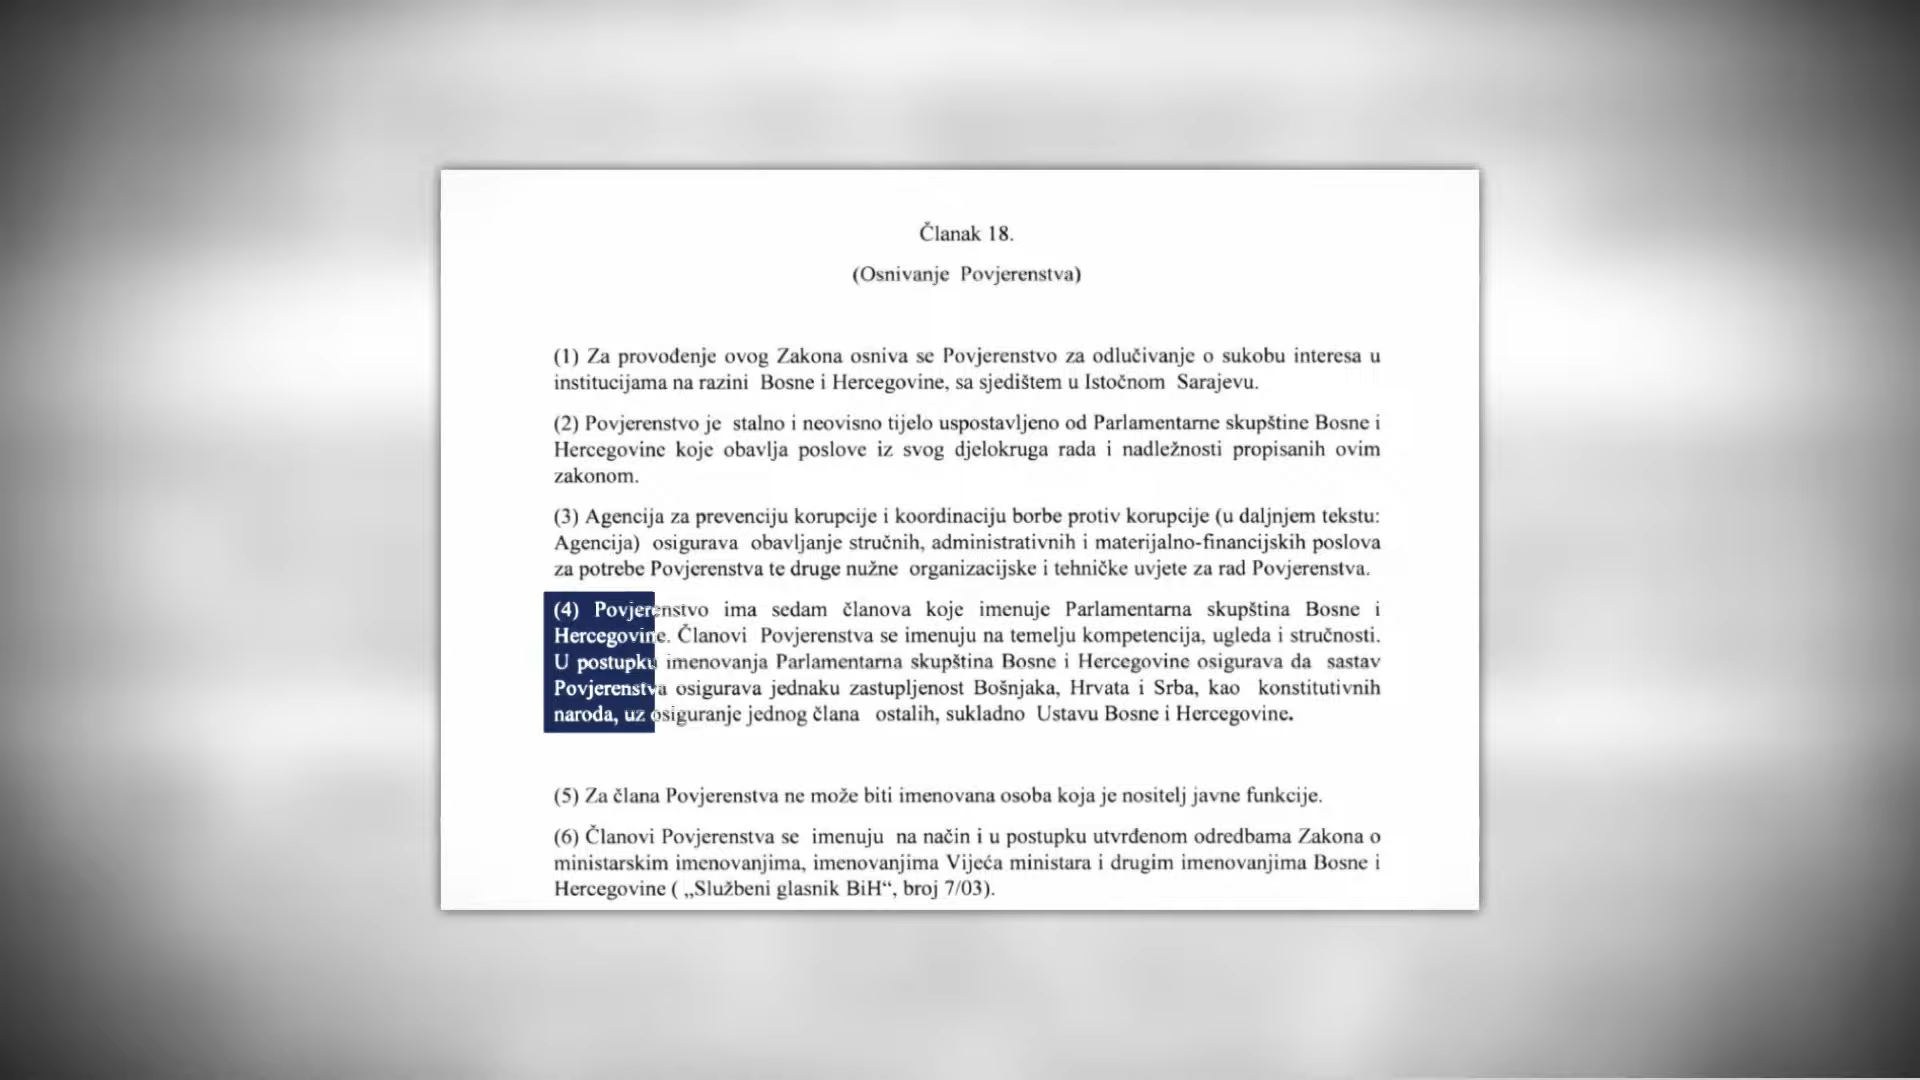 Članak 18.
(Osnivanje Povjerenstva)
(1) Za provođenje ovog Zakona osniva se Povjerenstvo za odlučivanje o sukobu interesa u
institucijama na razini Bosne i Hercegovine, sa sjedištem u Istočnom Sarajevu.
(2) Povjerenstvo je stalno i neovisno tijelo uspostavljeno od Parlamentarne skupštine Bosne i
Hercegovine koje obavlja poslove iz svog djelokruga rada i nadležnosti propisanih ovim
zakonom.
(3) Agencija za prevenciju korupcije i koordinaciju borbe protiv korupcije (u daljnjem tekstu:
Agencija) osigurava obavljanje stručnih, administrativnih i materijalno-financijskih poslova
za potrebe Povjerenstva te druge nužne organizacijske i tehničke uvjete za rad Povjerenstva.
(4) Povjerenstvo ima sedam članova koje imenuje Parlamentarna skupština Bosne i
Hercegovine. Članovi Povjerenstva se imenuju na temelju kompetencija, ugleda i stručnosti.
U postupku imenovanja Parlamentarna skupština Bosne i Hercegovine osigurava da sastav
Povjerenstva osigurava jednaku zastupljenost Bošnjaka, Hrvata i Srba, kao konstitutivnih
naroda, uz osiguranje jednog člana ostalih, sukladno Ustavu Bosne i Hercegovine.
(5) Za člana Povjerenstva ne može biti imenovana osoba koja je nositelj javne funkcije.
(6) Članovi Povjerenstva se imenuju na način i u postupku utvrđenom odredbama Zakona o
ministarskim imenovanjima, imenovanjima Vijeća ministara i drugim imenovanjima Bosne i
Hercegovine ( „Službeni glasnik BiH“, broj 7/03).